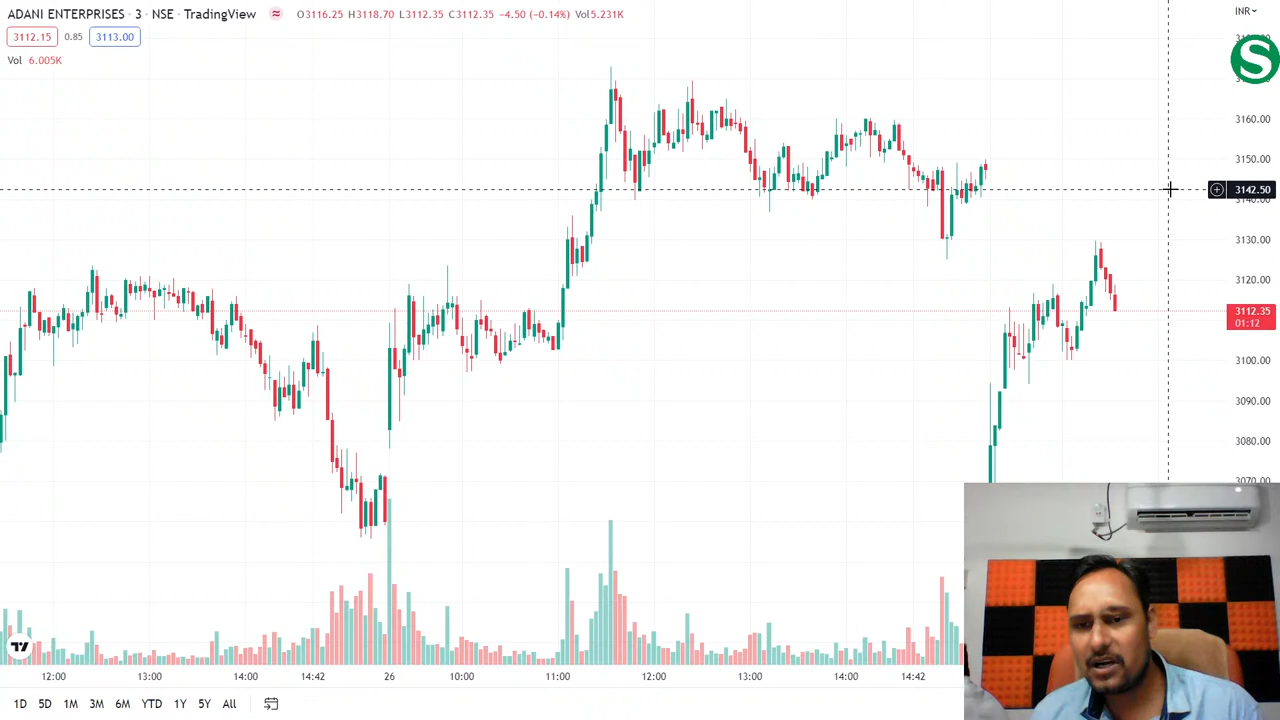 ADANI ENTERPRISES · 3 · NSE · TradingView ≈ O3116.25 H3118.70 L3112.35 C3112.35 −4.50 (−0.14%) Vol5.231K
INR
3112.15 0.85 3113.00
S
Vol 6.005K
3160.00
3150.00
3142.50
3140.00
3130.00
3120.00
3112.35
01:12
3100.00
3090.00
3080.00
3070.00
12:00 13:00 14:00 14:42 26 10:00 11:00 12:00 13:00 14:00 14:42
1D 5D 1M 3M 6M YTD 1Y 5Y All